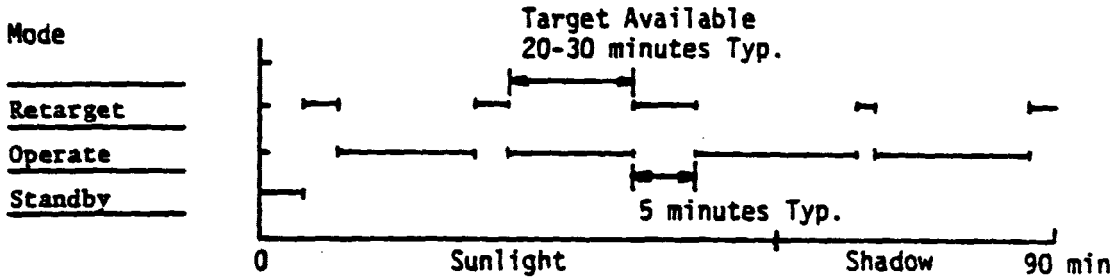 Target Available
Mode
20-30 minutes Typ.
Retarget
Operate
Standby
5 minutes Typ.
0 Sunlight Shadow 90 min